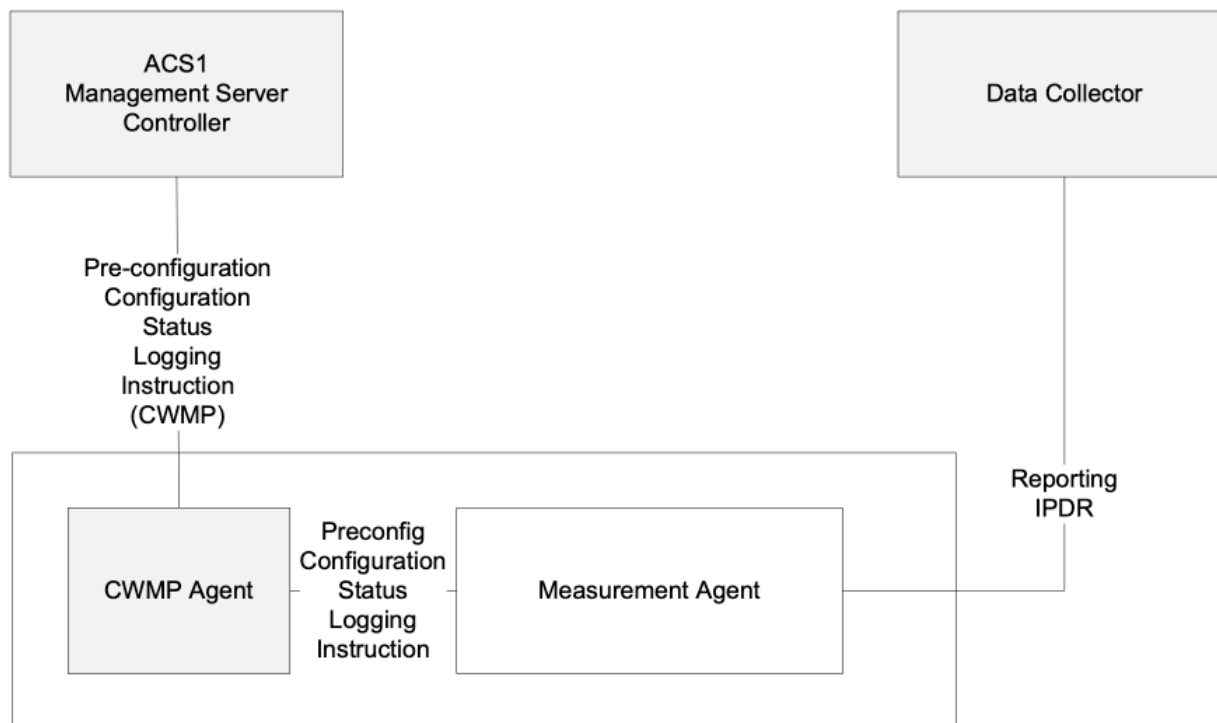 ACS1
Management Server
Controller
Data Collector
Pre-configuration
Configuration
Status
Logging
Instruction
(CWMP)
Reporting
IPDR
CWMP Agent
Preconfig
Configuration
Status
Logging
Instruction
Measurement Agent